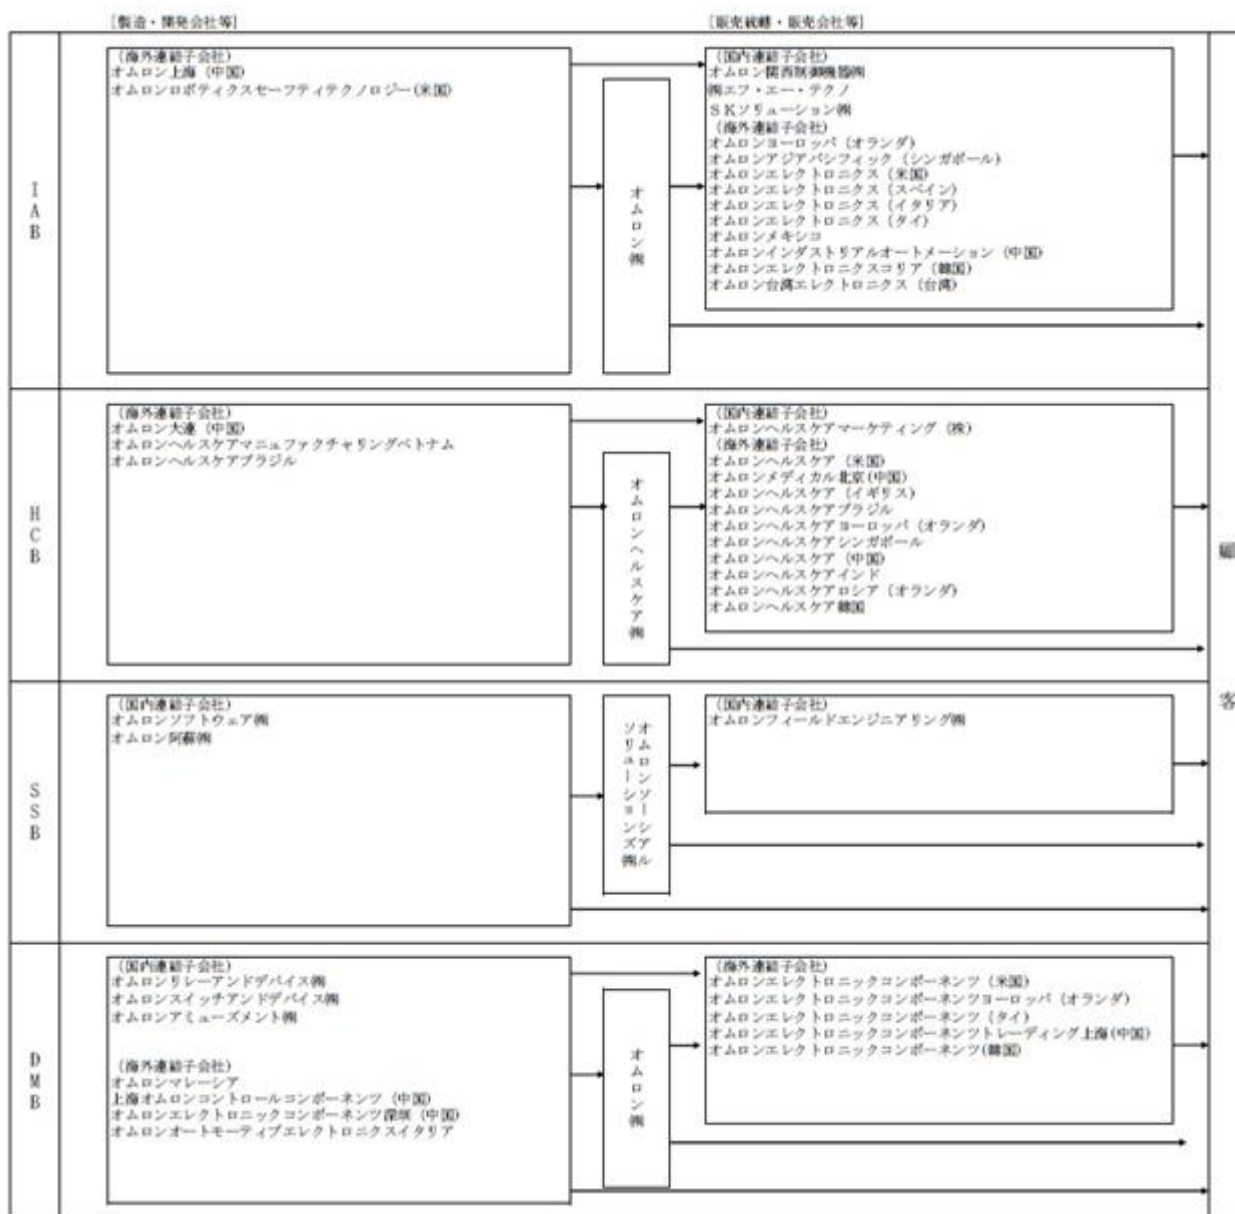 [製造・開発会社等]
[販売統轄・販売会社等]
IAB
(海外連結子会社)
オムロン上海 (中国)
オムロンロボティクスセーフティテクノロジー(米国)
オムロン㈱
(国内連結子会社)
オムロン関西制御機器㈱
㈱エフ・エー・テクノ
SKソリューション㈱
(海外連結子会社)
オムロンヨーロッパ (オランダ)
オムロンアジアパシフィック (シンガポール)
オムロンエレクトロニクス (米国)
オムロンエレクトロニクス (スペイン)
オムロンエレクトロニクス (イタリア)
オムロンエレクトロニクス (タイ)
オムロンメキシコ
オムロンインダストリアルオートメーション (中国)
オムロンエレクトロニクスコリア (韓国)
オムロン台湾エレクトロニクス (台湾)
HCB
(海外連結子会社)
オムロン大連 (中国)
オムロンヘルスケアマニュファクチャリングベトナム
オムロンヘルスケアブラジル
オムロンヘルスケア㈱
(国内連結子会社)
オムロンヘルスケアマーケティング (株)
(海外連結子会社)
オムロンヘルスケア (米国)
オムロンメディカル北京(中国)
オムロンヘルスケア (イギリス)
オムロンヘルスケアブラジル
オムロンヘルスケアヨーロッパ (オランダ)
オムロンヘルスケアシンガポール
オムロンヘルスケア (中国)
オムロンヘルスケアインド
オムロンヘルスケアロシア (オランダ)
オムロンヘルスケア韓国
SSB
(国内連結子会社)
オムロンソフトウェア㈱
オムロン阿蘇㈱
オムロンソーシアル
ソリューションズ㈱
(国内連結子会社)
オムロンフィールドエンジニアリング㈱
DMB
(国内連結子会社)
オムロンリレーアンドデバイス㈱
オムロンスイッチアンドデバイス㈱
オムロンアミューズメント㈱
(海外連結子会社)
オムロンマレーシア
上海オムロンコントロールコンポーネンツ (中国)
オムロンエレクトロニックコンポーネンツ深圳 (中国)
オムロンオートモーティブエレクトロニクスイタリア
オムロン㈱
(海外連結子会社)
オムロンエレクトロニックコンポーネンツ (米国)
オムロンエレクトロニックコンポーネンツヨーロッパ (オランダ)
オムロンエレクトロニックコンポーネンツ (タイ)
オムロンエレクトロニックコンポーネンツトレーディング上海(中国)
オムロンエレクトロニックコンポーネンツ(韓国)
顧客